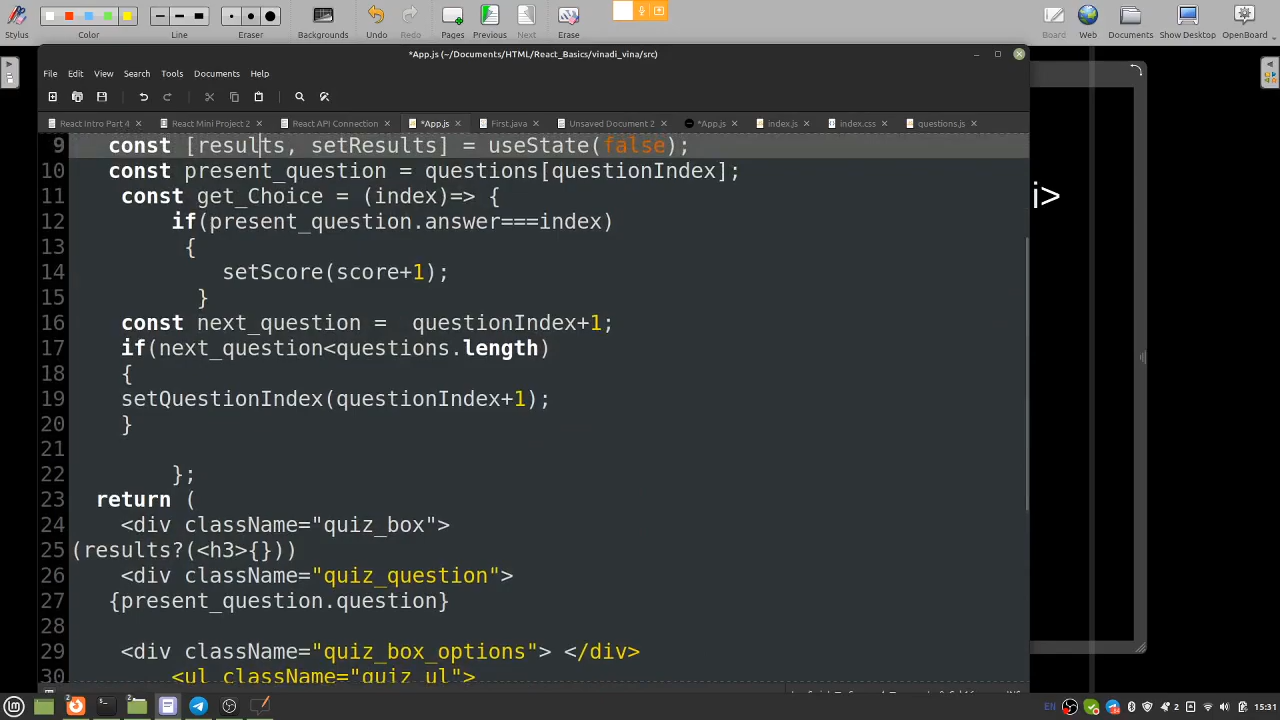 Stylus
Color
Line
Eraser
Backgrounds
Undo
Redo
Pages
Previous
Next
Erase
Board
Web
Documents
Show Desktop
OpenBoard
*App.js (~/Documents/HTML/React_Basics/vinadi_vina/src)
File Edit View Search Tools Documents Help
React Intro Part 4 × React Mini Project 2 × React API Connection × *App.js × First.java × Unsaved Document 2 × *App.js × index.js × index.css × questions.js ×
9 const [results, setResults] = useState(false);
10 const present_question = questions[questionIndex];
11 const get_Choice = (index)=> {
12 if(present_question.answer===index)
13 {
14 setScore(score+1);
15 }
16 const next_question = questionIndex+1;
17 if(next_question<questions.length)
18 {
19 setQuestionIndex(questionIndex+1);
20 }
21
22 };
23 return (
24 <div className="quiz_box">
25 (results?(<h3>{}))
26 <div className="quiz_question">
27 {present_question.question}
28
29 <div className="quiz_box_options"> </div>
30 <ul className="quiz_ul">
i>
EN
2
15:31